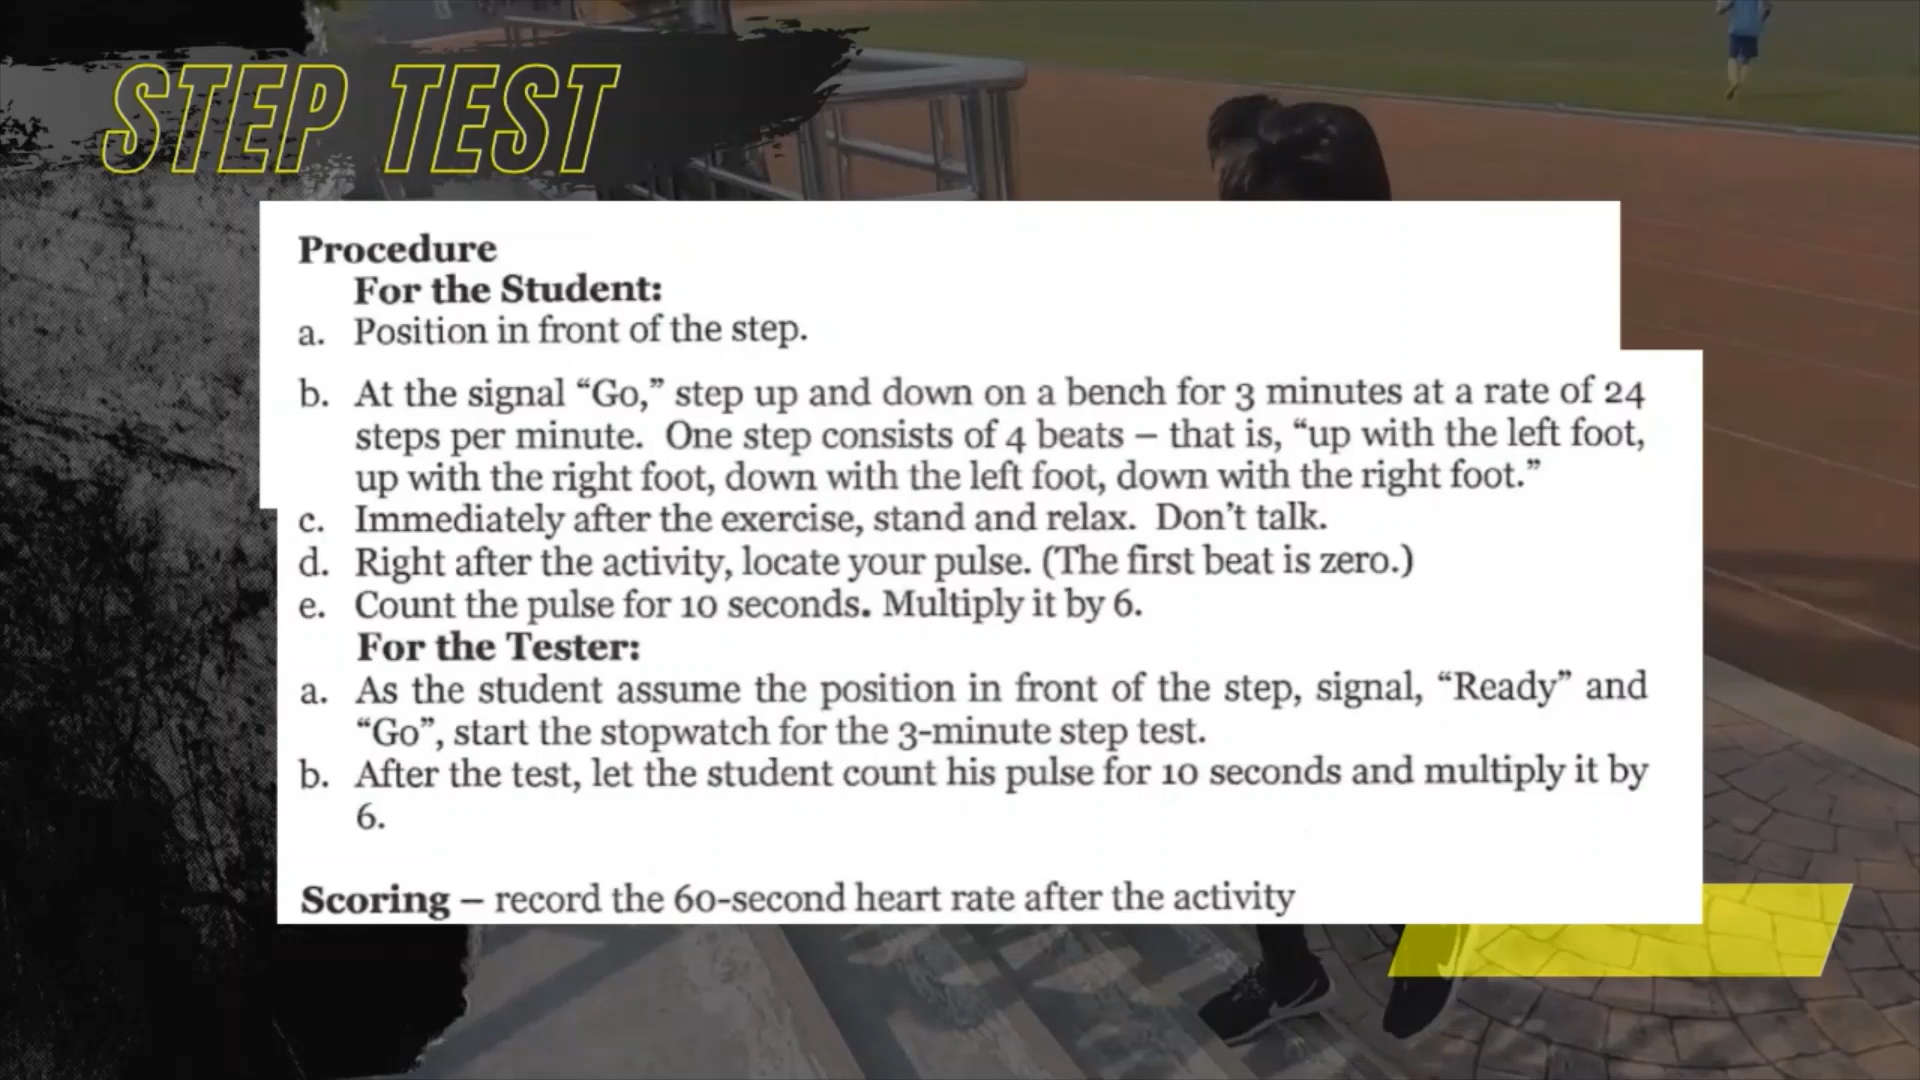 STEP TEST
Procedure
For the Student:
a. Position in front of the step.
b. At the signal “Go,” step up and down on a bench for 3 minutes at a rate of 24
steps per minute. One step consists of 4 beats – that is, “up with the left foot,
up with the right foot, down with the left foot, down with the right foot.”
c. Immediately after the exercise, stand and relax. Don’t talk.
d. Right after the activity, locate your pulse. (The first beat is zero.)
e. Count the pulse for 10 seconds. Multiply it by 6.
For the Tester:
a. As the student assume the position in front of the step, signal, “Ready” and
“Go”, start the stopwatch for the 3-minute step test.
b. After the test, let the student count his pulse for 10 seconds and multiply it by
6.
Scoring – record the 60-second heart rate after the activity